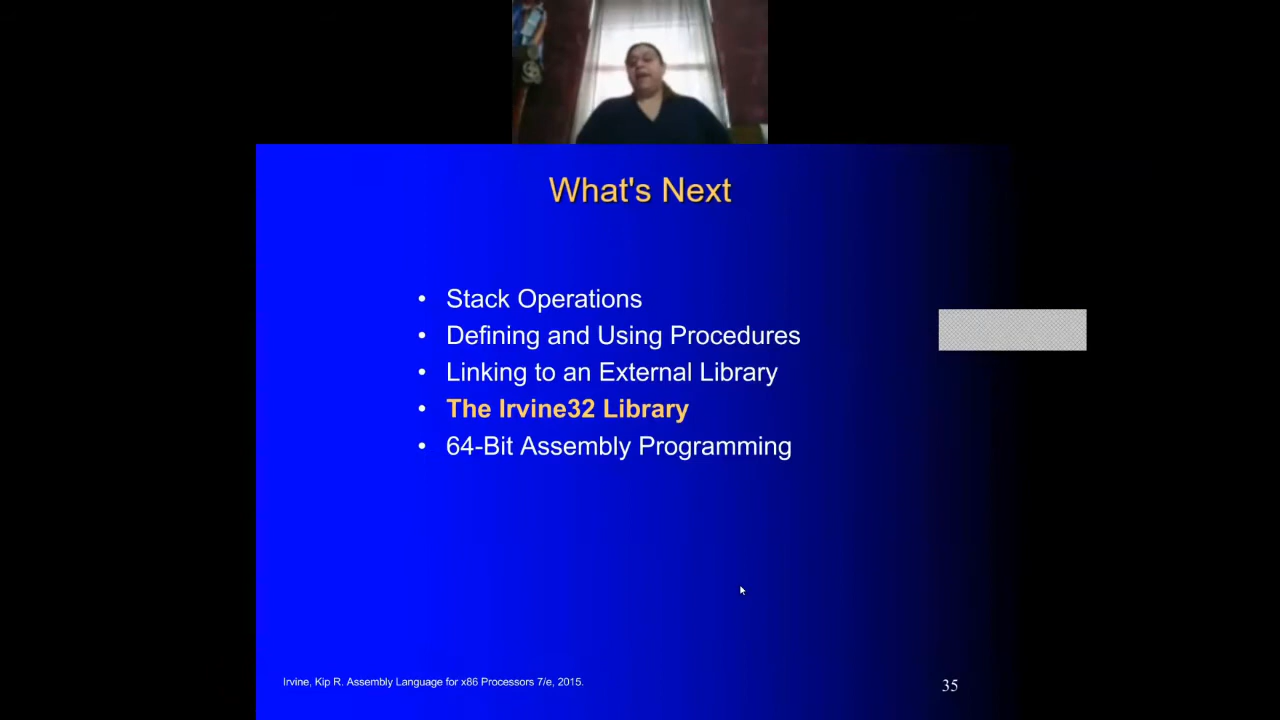 What's Next
• Stack Operations
• Defining and Using Procedures
• Linking to an External Library
• The Irvine32 Library
• 64-Bit Assembly Programming
Irvine, Kip R. Assembly Language for x86 Processors 7/e, 2015.
35